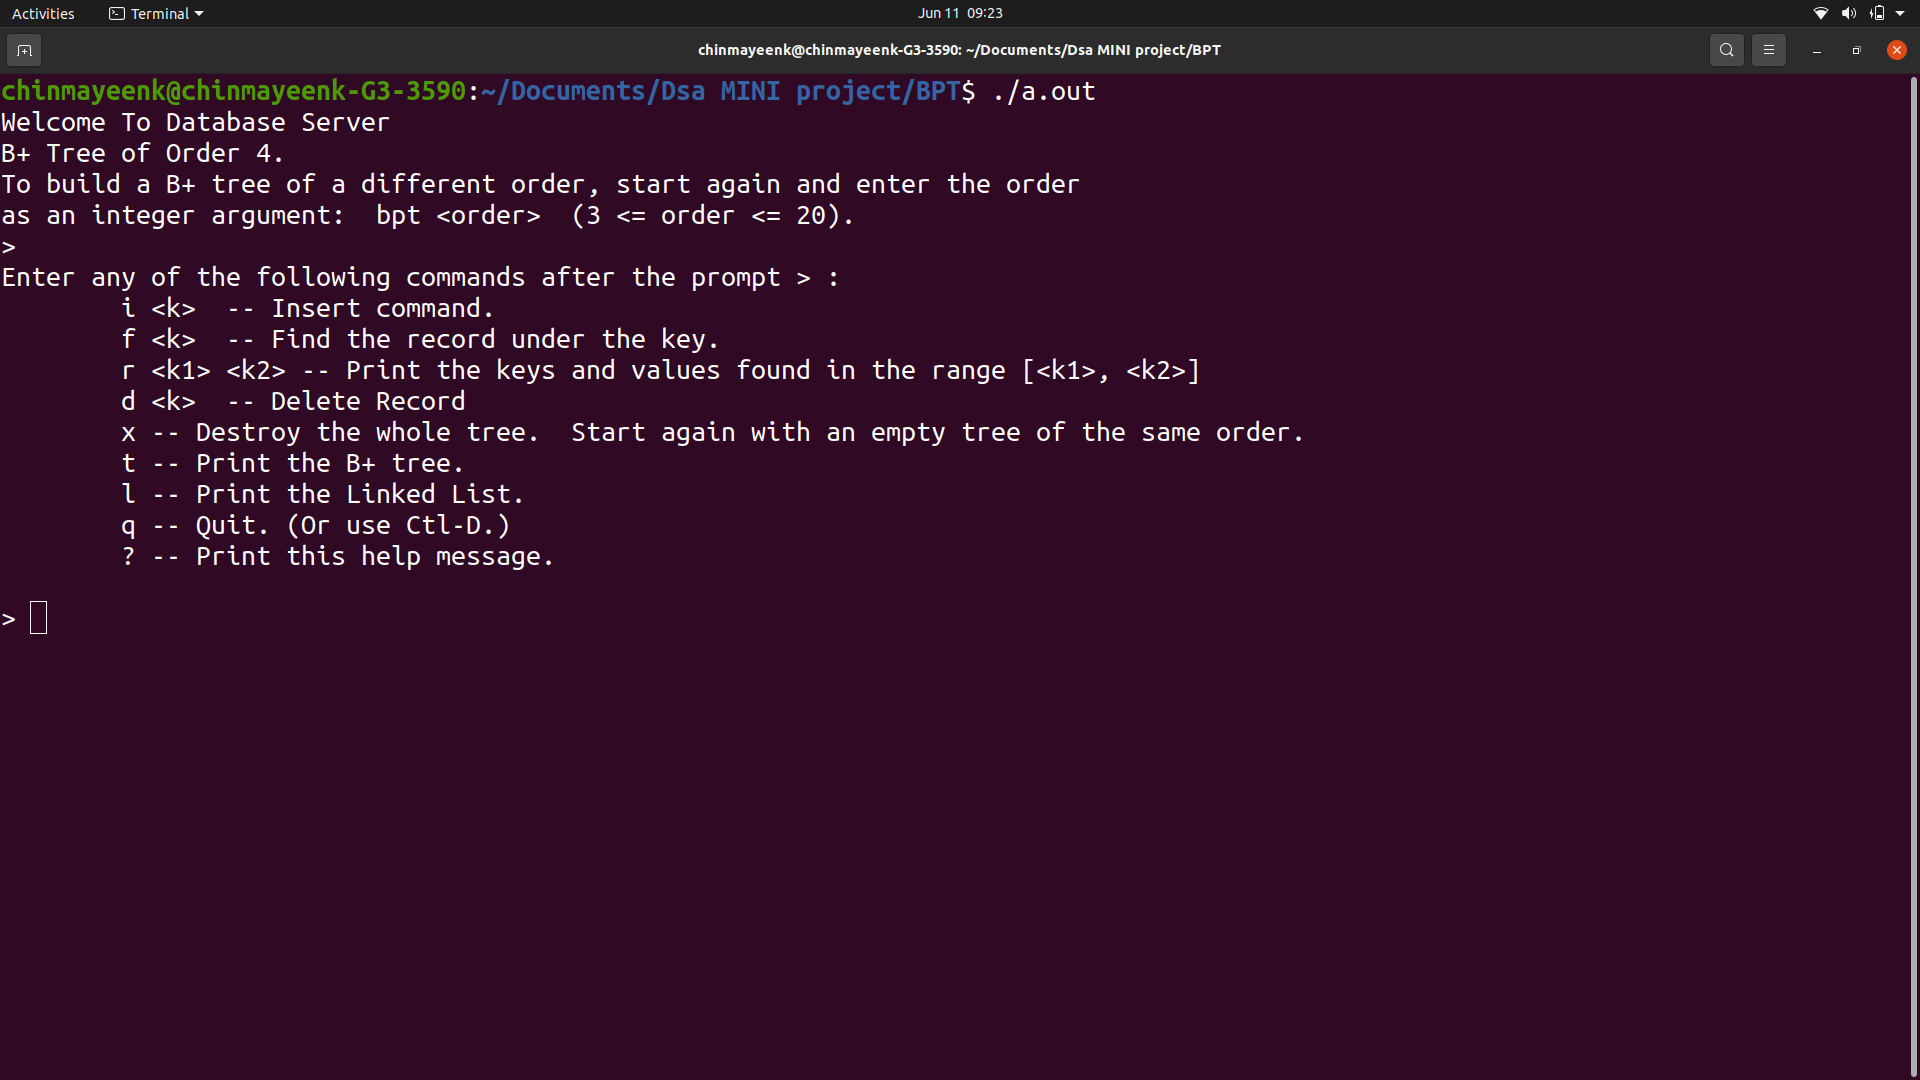 Activities Terminal Jun 11 09:23
chinmayeenk@chinmayeenk-G3-3590: ~/Documents/Dsa MINI project/BPT
chinmayeenk@chinmayeenk-G3-3590:~/Documents/Dsa MINI project/BPT$ ./a.out
Welcome To Database Server
B+ Tree of Order 4.
To build a B+ tree of a different order, start again and enter the order
as an integer argument:  bpt <order>  (3 <= order <= 20).
>
Enter any of the following commands after the prompt > :
        i <k>  -- Insert command.
        f <k>  -- Find the record under the key.
        r <k1> <k2> -- Print the keys and values found in the range [<k1>, <k2>]
        d <k>  -- Delete Record
        x -- Destroy the whole tree.  Start again with an empty tree of the same order.
        t -- Print the B+ tree.
        l -- Print the Linked List.
        q -- Quit. (Or use Ctl-D.)
        ? -- Print this help message.
>